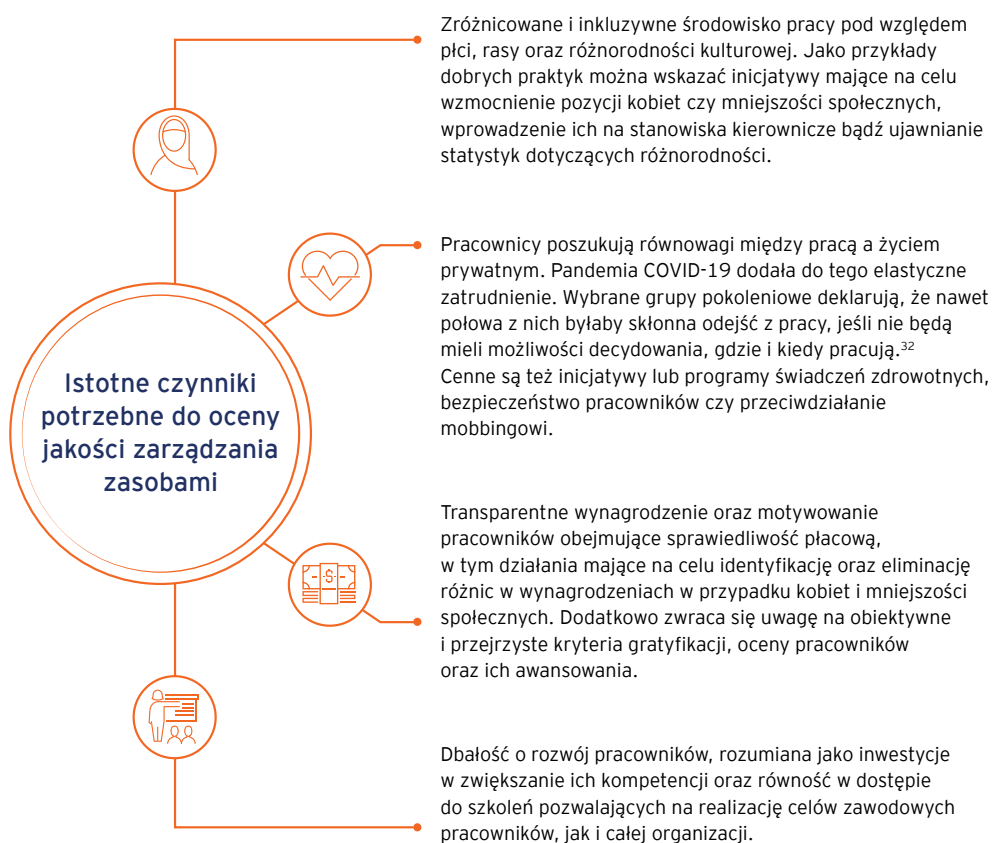 Zróżnicowane i inkluzywne środowisko pracy pod względem
płci, rasy oraz różnorodności kulturowej. Jako przykłady
dobrych praktyk można wskazać inicjatywy mające na celu
wzmocnienie pozycji kobiet czy mniejszości społecznych,
wprowadzenie ich na stanowiska kierownicze bądź ujawnianie
statystyk dotyczących różnorodności.
Pracownicy poszukują równowagi między pracą a życiem
prywatnym. Pandemia COVID-19 dodała do tego elastyczne
zatrudnienie. Wybrane grupy pokoleniowe deklarują, że nawet
połowa z nich byłaby skłonna odejść z pracy, jeśli nie będą
mieli możliwości decydowania, gdzie i kiedy pracują.³²
Cenne są też inicjatywy lub programy świadczeń zdrowotnych,
bezpieczeństwo pracowników czy przeciwdziałanie
mobbingowi.
Istotne czynniki
potrzebne do oceny
jakości zarządzania
zasobami
Transparentne wynagrodzenie oraz motywowanie
pracowników obejmujące sprawiedliwość płacową,
w tym działania mające na celu identyfikację oraz eliminację
różnic w wynagrodzeniach w przypadku kobiet i mniejszości
społecznych. Dodatkowo zwraca się uwagę na obiektywne
i przejrzyste kryteria gratyfikacji, oceny pracowników
oraz ich awansowania.
-$-
Dbałość o rozwój pracowników, rozumiana jako inwestycje
w zwiększanie ich kompetencji oraz równość w dostępie
do szkoleń pozwalających na realizację celów zawodowych
pracowników, jak i całej organizacji.